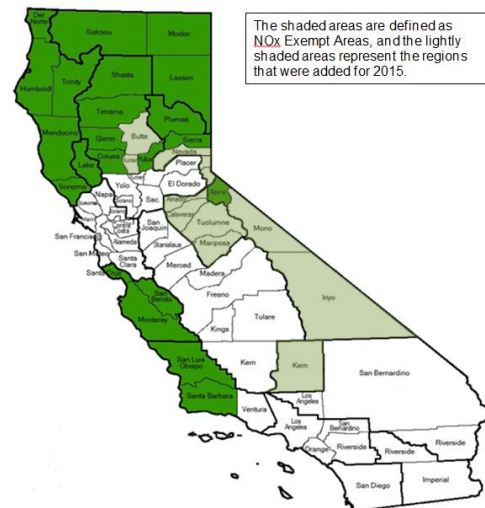 The shaded areas are defined as
NOx Exempt Areas, and the lightly
shaded areas represent the regions
that were added for 2015.
Del
Norte
Siskiyou
Modoc
Humboldt
Trinity
Shasta
Lassen
Tehama
Plumas
Mendocino
Glenn
Butte
Sierra
Colusa
Yuba
Nevada
Lake
Placer
Sonoma
Yolo
El Dorado
Napa
Alpine
Sac.
Amador
Calaveras
Tuolumne
Mono
San Francisco
Contra
Costa
Alameda
San
Joaquin
Stanislaus
Mariposa
San Mateo
Santa
Clara
Santa Cruz
Merced
Madera
San
Benito
Fresno
Inyo
Monterey
Kings
Tulare
San Luis
Obispo
Kern
Kern
San Bernardino
Santa Barbara
Ventura
Los
Angeles
Los
Angeles
San
Bernardino
Orange
Riverside
Riverside
Riverside
San Diego
Imperial